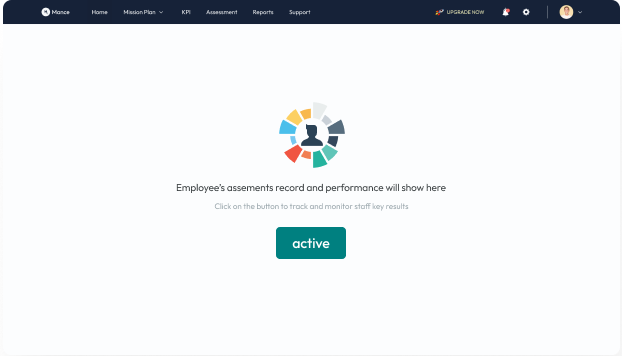 Mance Home Mission Plan KPI Assessment Reports Support UPGRADE NOW
Employee's assements record and performance will show here
Click on the button to track and monitor staff key results
active